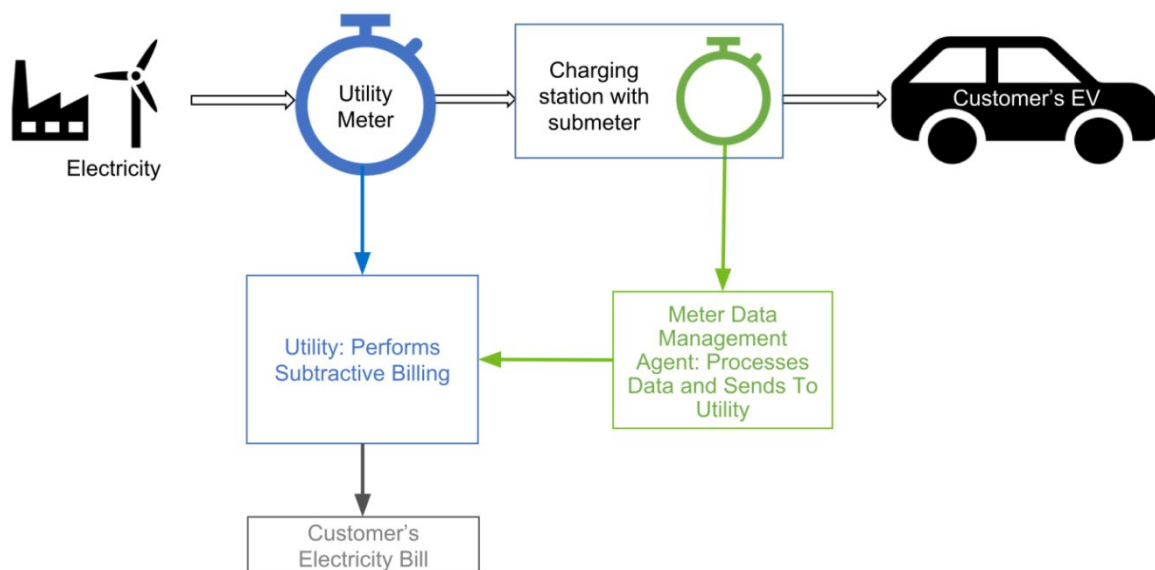 Electricity
Utility
Meter
Charging
station with
submeter
Customer's EV
Utility: Performs
Subtractive Billing
Meter Data
Management
Agent: Processes
Data and Sends To
Utility
Customer's
Electricity Bill